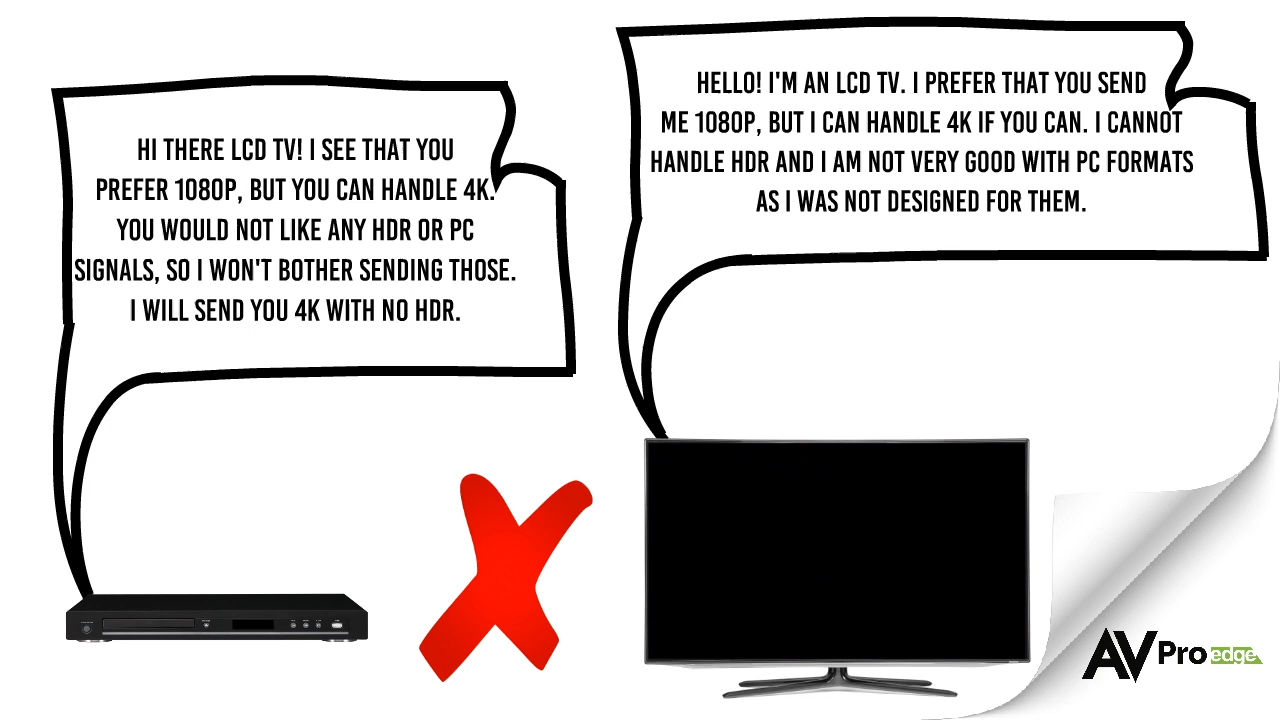 HI THERE LCD TV! I SEE THAT YOU
PREFER 1080P, BUT YOU CAN HANDLE 4K.
YOU WOULD NOT LIKE ANY HDR OR PC
SIGNALS, SO I WON'T BOTHER SENDING THOSE.
I WILL SEND YOU 4K WITH NO HDR.
HELLO! I'M AN LCD TV. I PREFER THAT YOU SEND
ME 1080P, BUT I CAN HANDLE 4K IF YOU CAN. I CANNOT
HANDLE HDR AND I AM NOT VERY GOOD WITH PC FORMATS
AS I WAS NOT DESIGNED FOR THEM.
AVPro edge